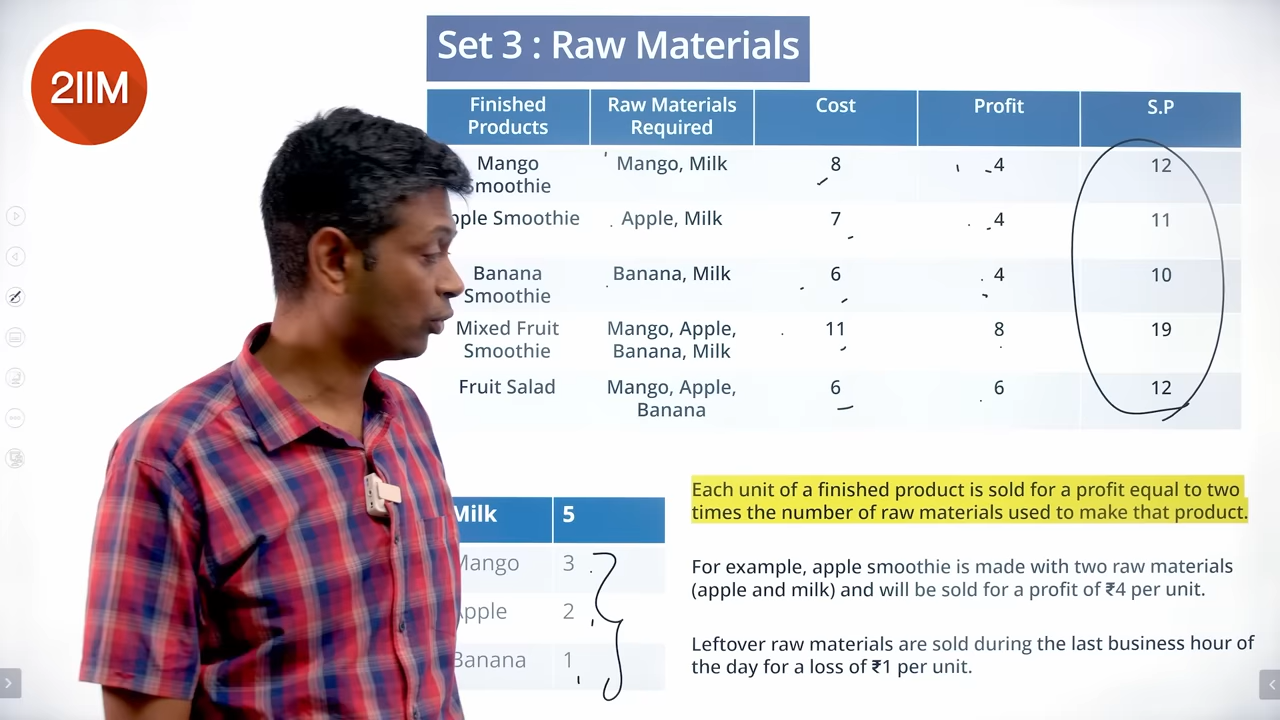 2IIM
Set 3 : Raw Materials
Finished
Products
Raw Materials
Required
Cost
Profit
S.P
Mango
Smoothie
Mango, Milk
8
4
12
Apple Smoothie
Apple, Milk
7
4
11
Banana
Smoothie
Banana, Milk
6
4
10
Mixed Fruit
Smoothie
Mango, Apple,
Banana, Milk
11
8
19
Fruit Salad
Mango, Apple,
Banana
6
6
12
Milk 5
Mango 3
Apple 2
Banana 1
Each unit of a finished product is sold for a profit equal to two
times the number of raw materials used to make that product.
For example, apple smoothie is made with two raw materials
(apple and milk) and will be sold for a profit of ₹4 per unit.
Leftover raw materials are sold during the last business hour of
the day for a loss of ₹1 per unit.